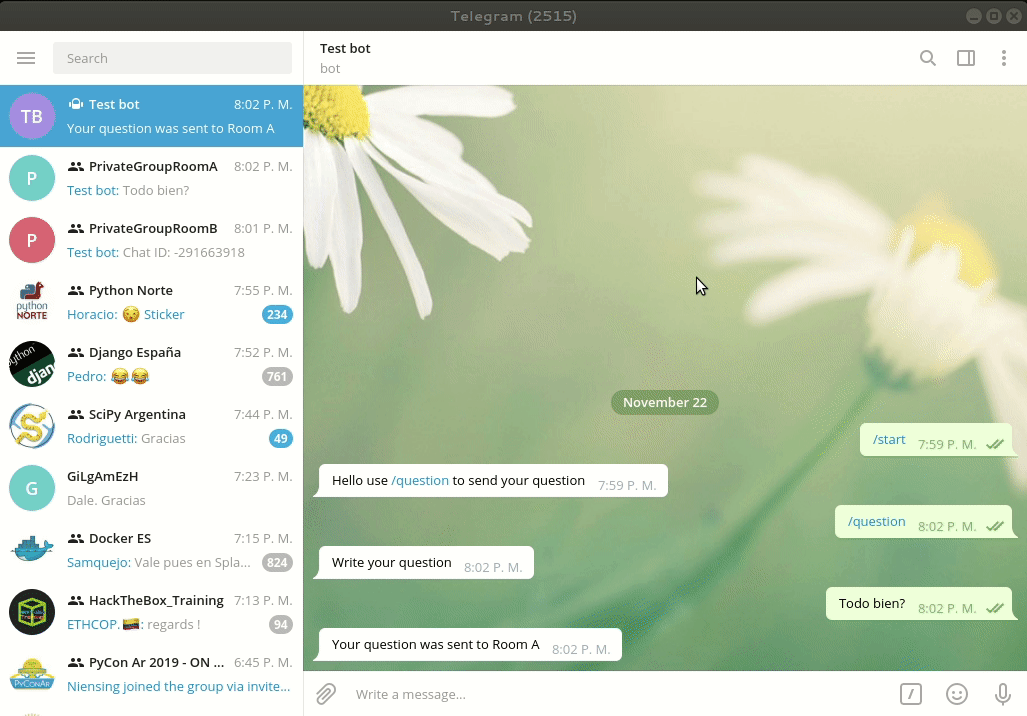 Telegram (2515)
Search
Test bot
bot
TB
Test bot 8:02 P. M.
Your question was sent to Room A
P
PrivateGroupRoomA 8:02 P. M.
Test bot: Todo bien?
P
PrivateGroupRoomB 8:01 P. M.
Test bot: Chat ID: -291663918
python
NORTE
Python Norte 7:55 P. M.
Horacio: 😴 Sticker 234
python
djan
Django España 7:52 P. M.
Pedro: 😂😂 761
SciPy Argentina 7:44 P. M.
Rodriguetti: Gracias 49
G
GiLgAmEzH 7:23 P. M.
Dale. Gracias
Docker ES 7:15 P. M.
Samquejo: Vale pues en Spla... 824
HackTheBox_Training 7:13 P. M.
ETHCOP.🇪🇨: regards ! 94
PYCONAR
PyCon Ar 2019 - ON ... 6:45 P. M.
Niensing joined the group via invite...
November 22
/start 7:59 P. M.
Hello use /question to send your question 7:59 P. M.
/question 8:02 P. M.
Write your question 8:02 P. M.
Todo bien? 8:02 P. M.
Your question was sent to Room A 8:02 P. M.
Write a message...